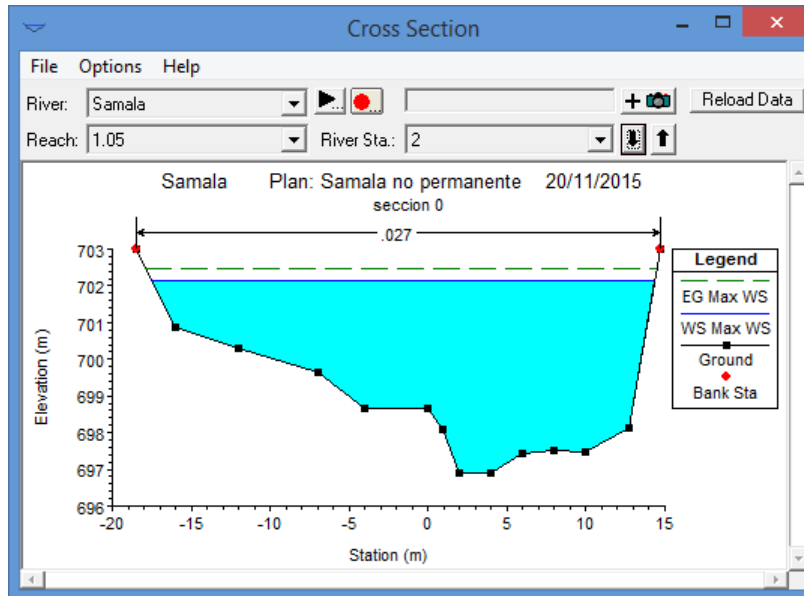 Cross Section
File Options Help
River: Samala Reload Data
Reach: 1.05 River Sta.: 2
Samala Plan: Samala no permanente 20/11/2015
seccion 0
.027
703
702
701
700
699
698
697
696
Elevation (m)
-20 -15 -10 -5 0 5 10 15
Station (m)
Legend
EG Max WS
WS Max WS
Ground
Bank Sta